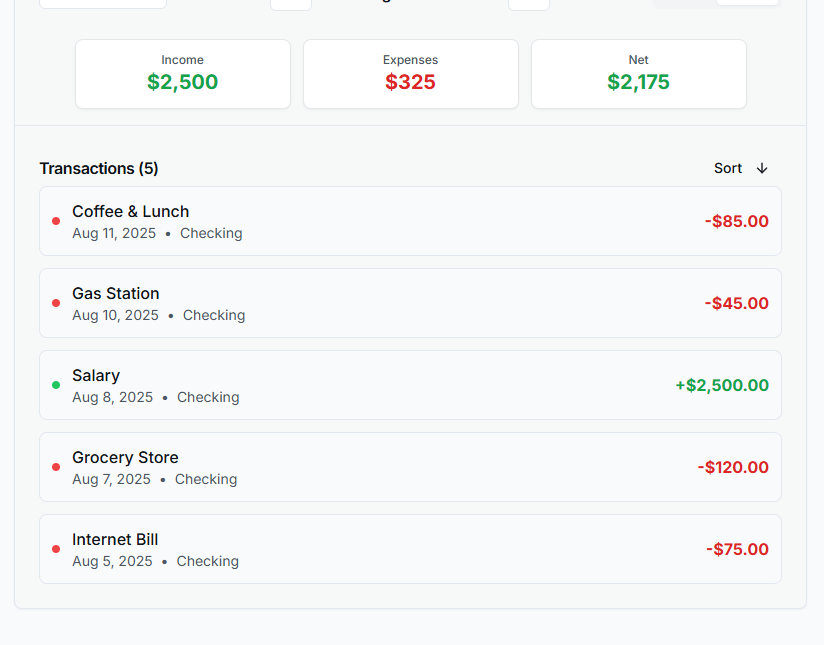 Income
$2,500
Expenses
$325
Net
$2,175
Transactions (5)
Sort ↓
Coffee & Lunch
Aug 11, 2025 • Checking
-$85.00
Gas Station
Aug 10, 2025 • Checking
-$45.00
Salary
Aug 8, 2025 • Checking
+$2,500.00
Grocery Store
Aug 7, 2025 • Checking
-$120.00
Internet Bill
Aug 5, 2025 • Checking
-$75.00